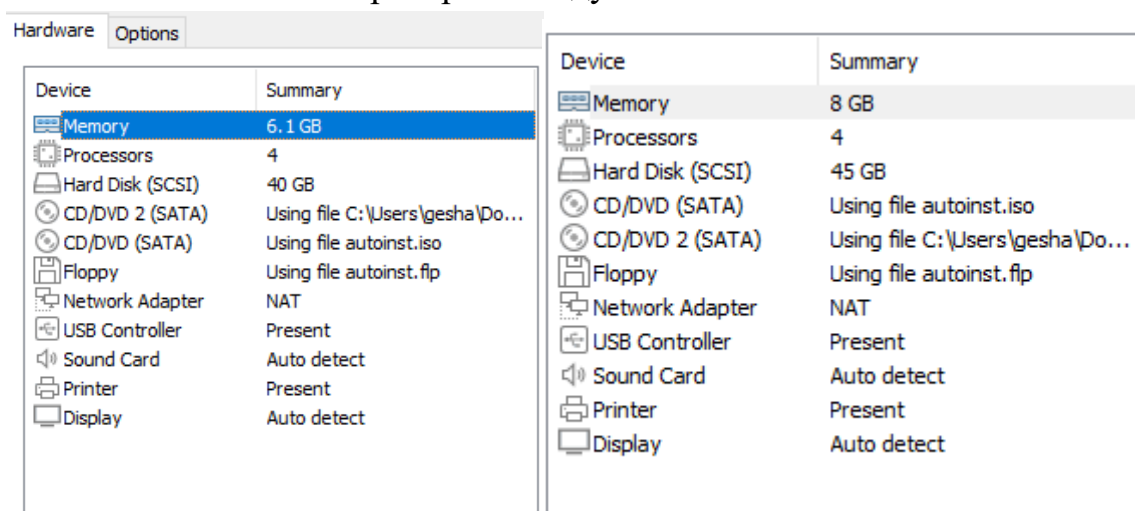 Hardware Options
Device Summary
Memory 6.1 GB
Processors 4
Hard Disk (SCSI) 40 GB
CD/DVD 2 (SATA) Using file C:\Users\gesha\Do...
CD/DVD (SATA) Using file autoinst.iso
Floppy Using file autoinst.flp
Network Adapter NAT
USB Controller Present
Sound Card Auto detect
Printer Present
Display Auto detect
Device Summary
Memory 8 GB
Processors 4
Hard Disk (SCSI) 45 GB
CD/DVD (SATA) Using file autoinst.iso
CD/DVD 2 (SATA) Using file C:\Users\gesha\Do...
Floppy Using file autoinst.flp
Network Adapter NAT
USB Controller Present
Sound Card Auto detect
Printer Present
Display Auto detect